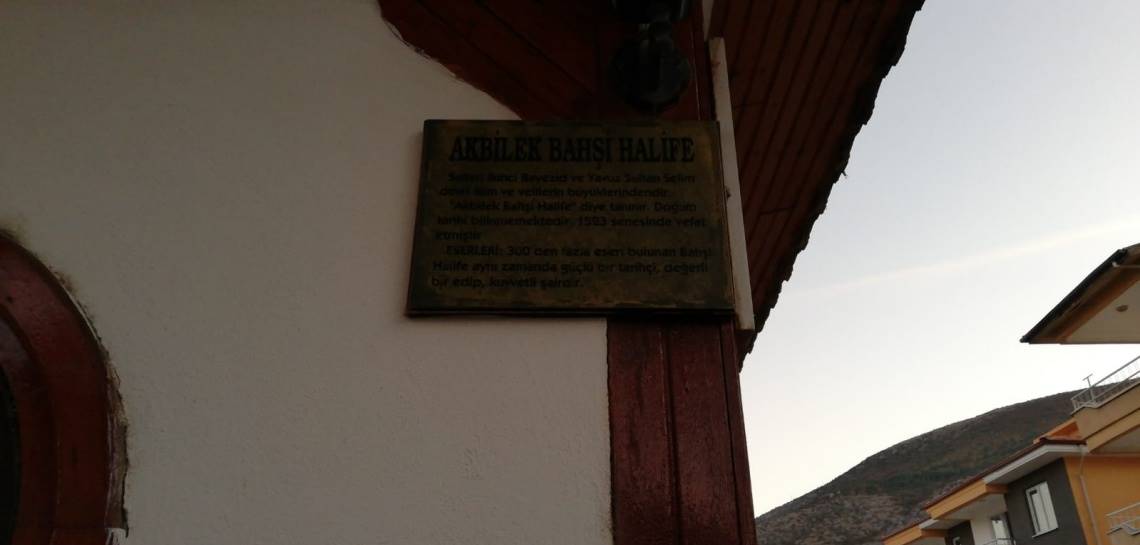 AKBİLEK BAHŞI HALİFE
Sultan İkinci Bayezid ve Yavuz Sultan Selim
devri ilim ve velilerin büyüklerindendir.
"Akbilek Bahşi Halife" diye tanınır. Doğum
tarihi bilinmemektedir. 1523 senesinde vefat
etmiştir.
ESERLERİ: 300'den fazla eseri bulunan Bahşi
Halife aynı zamanda güçlü bir tarihçi, değerli
bir edip, kuvvetli şairdir.